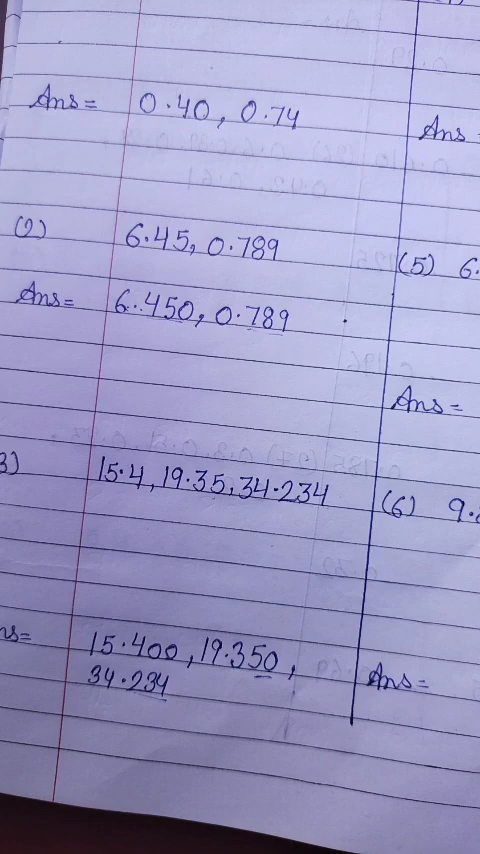 Ans= 0.40, 0.74
Ans=
(2) 6.45, 0.789
(5) 6.
Ans= 6.450, 0.789
Ans=
3) 15.4, 19.35, 34.234
(6) 9.
ns= 15.400, 19.350,
34.234
Ans=